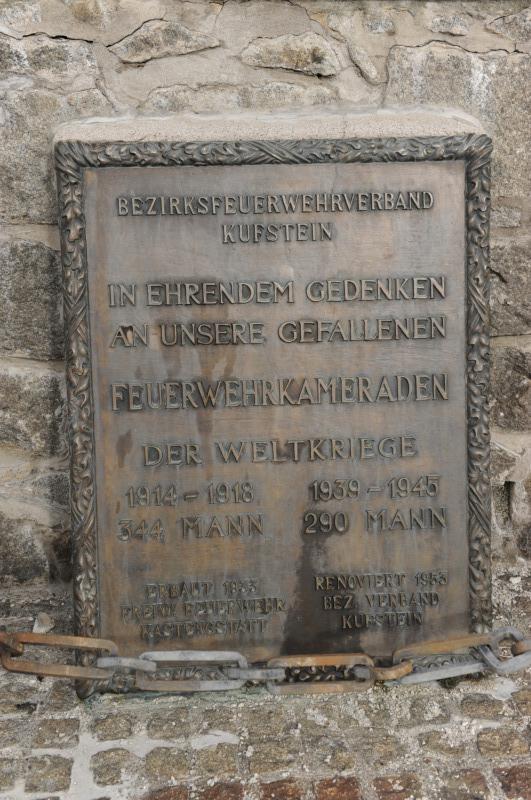 BEZIRKSFEUERWEHRVERBAND
KUFSTEIN
IN EHRENDEM GEDENKEN
AN UNSERE GEFALLENEN
FEUERWEHRKAMERADEN
DER WELTKRIEGE
1914 – 1918
344 MANN
1939 – 1945
290 MANN
ERBAUT
FEUERWEHR
RENOVIERT 1953
BEZ. VERBAND
KUFSTEIN